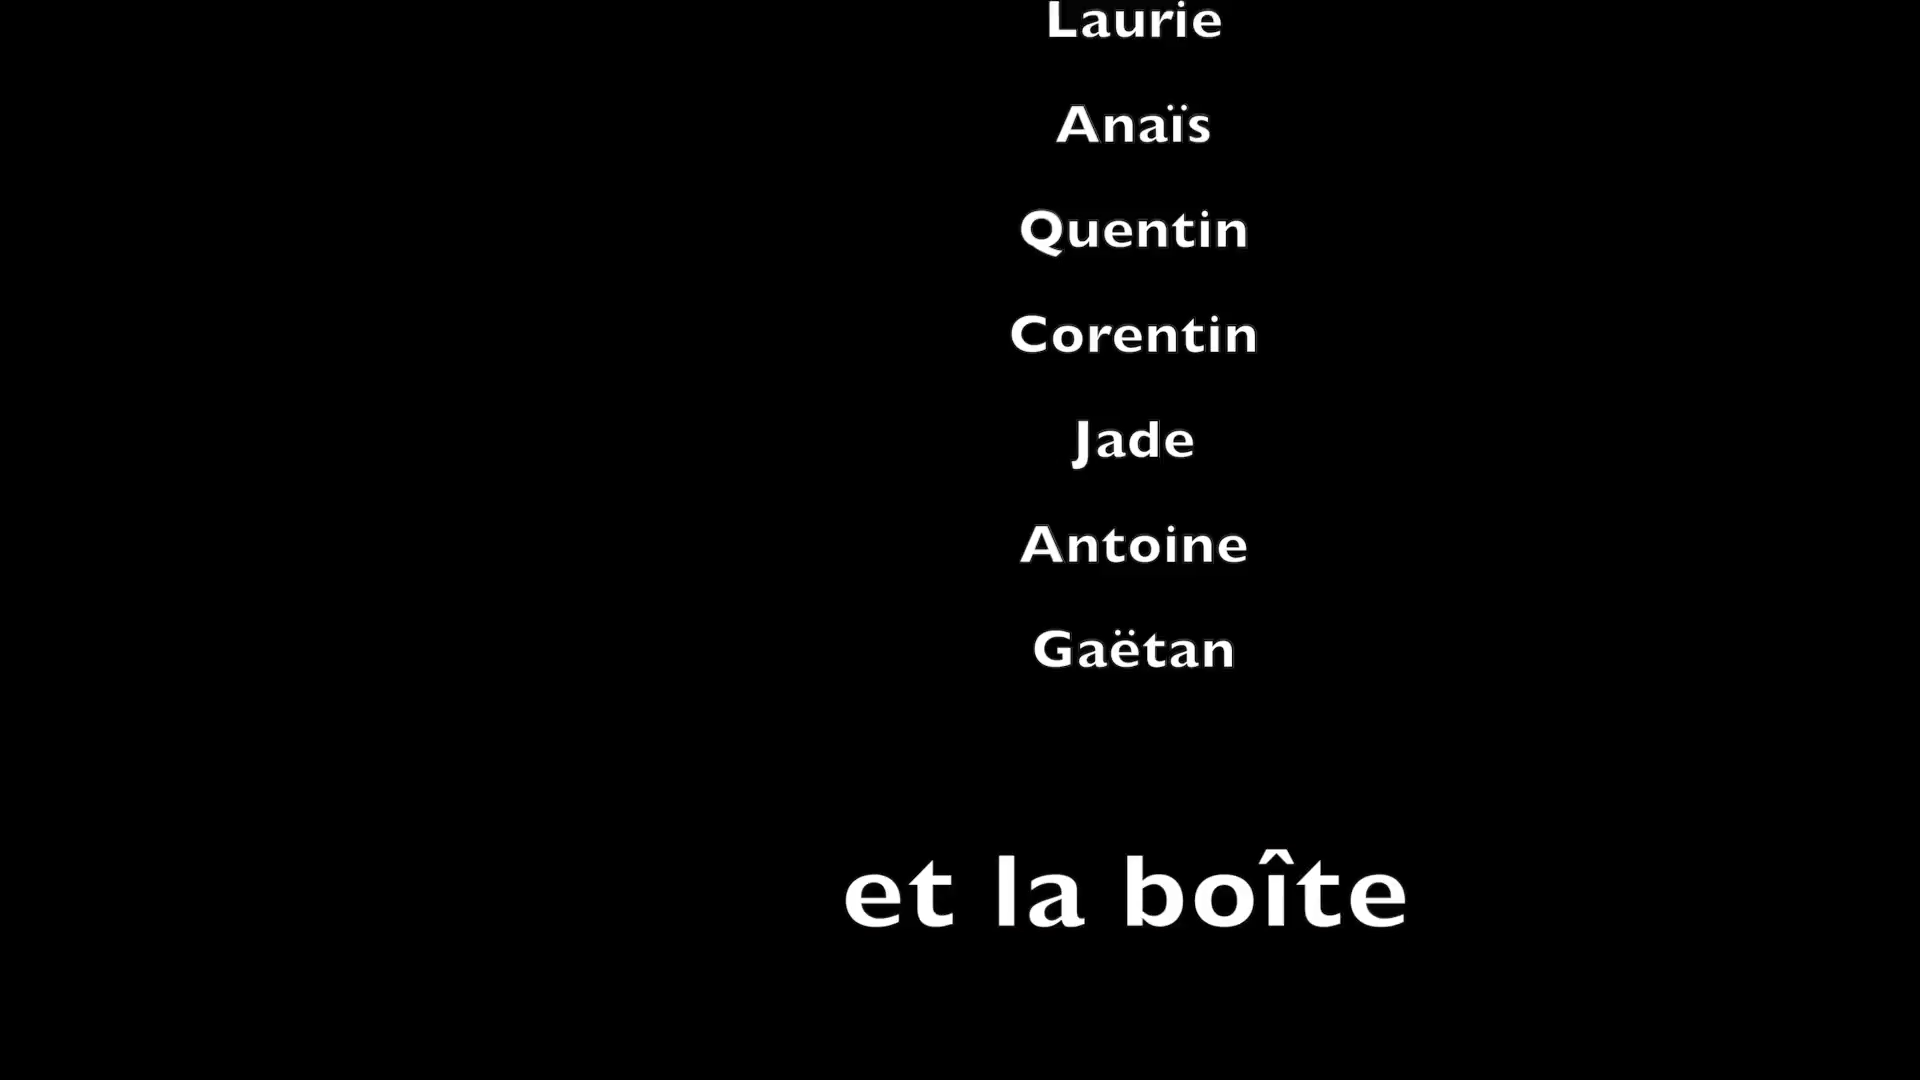 Laurie
Anaïs
Quentin
Corentin
Jade
Antoine
Gaëtan
et la boîte